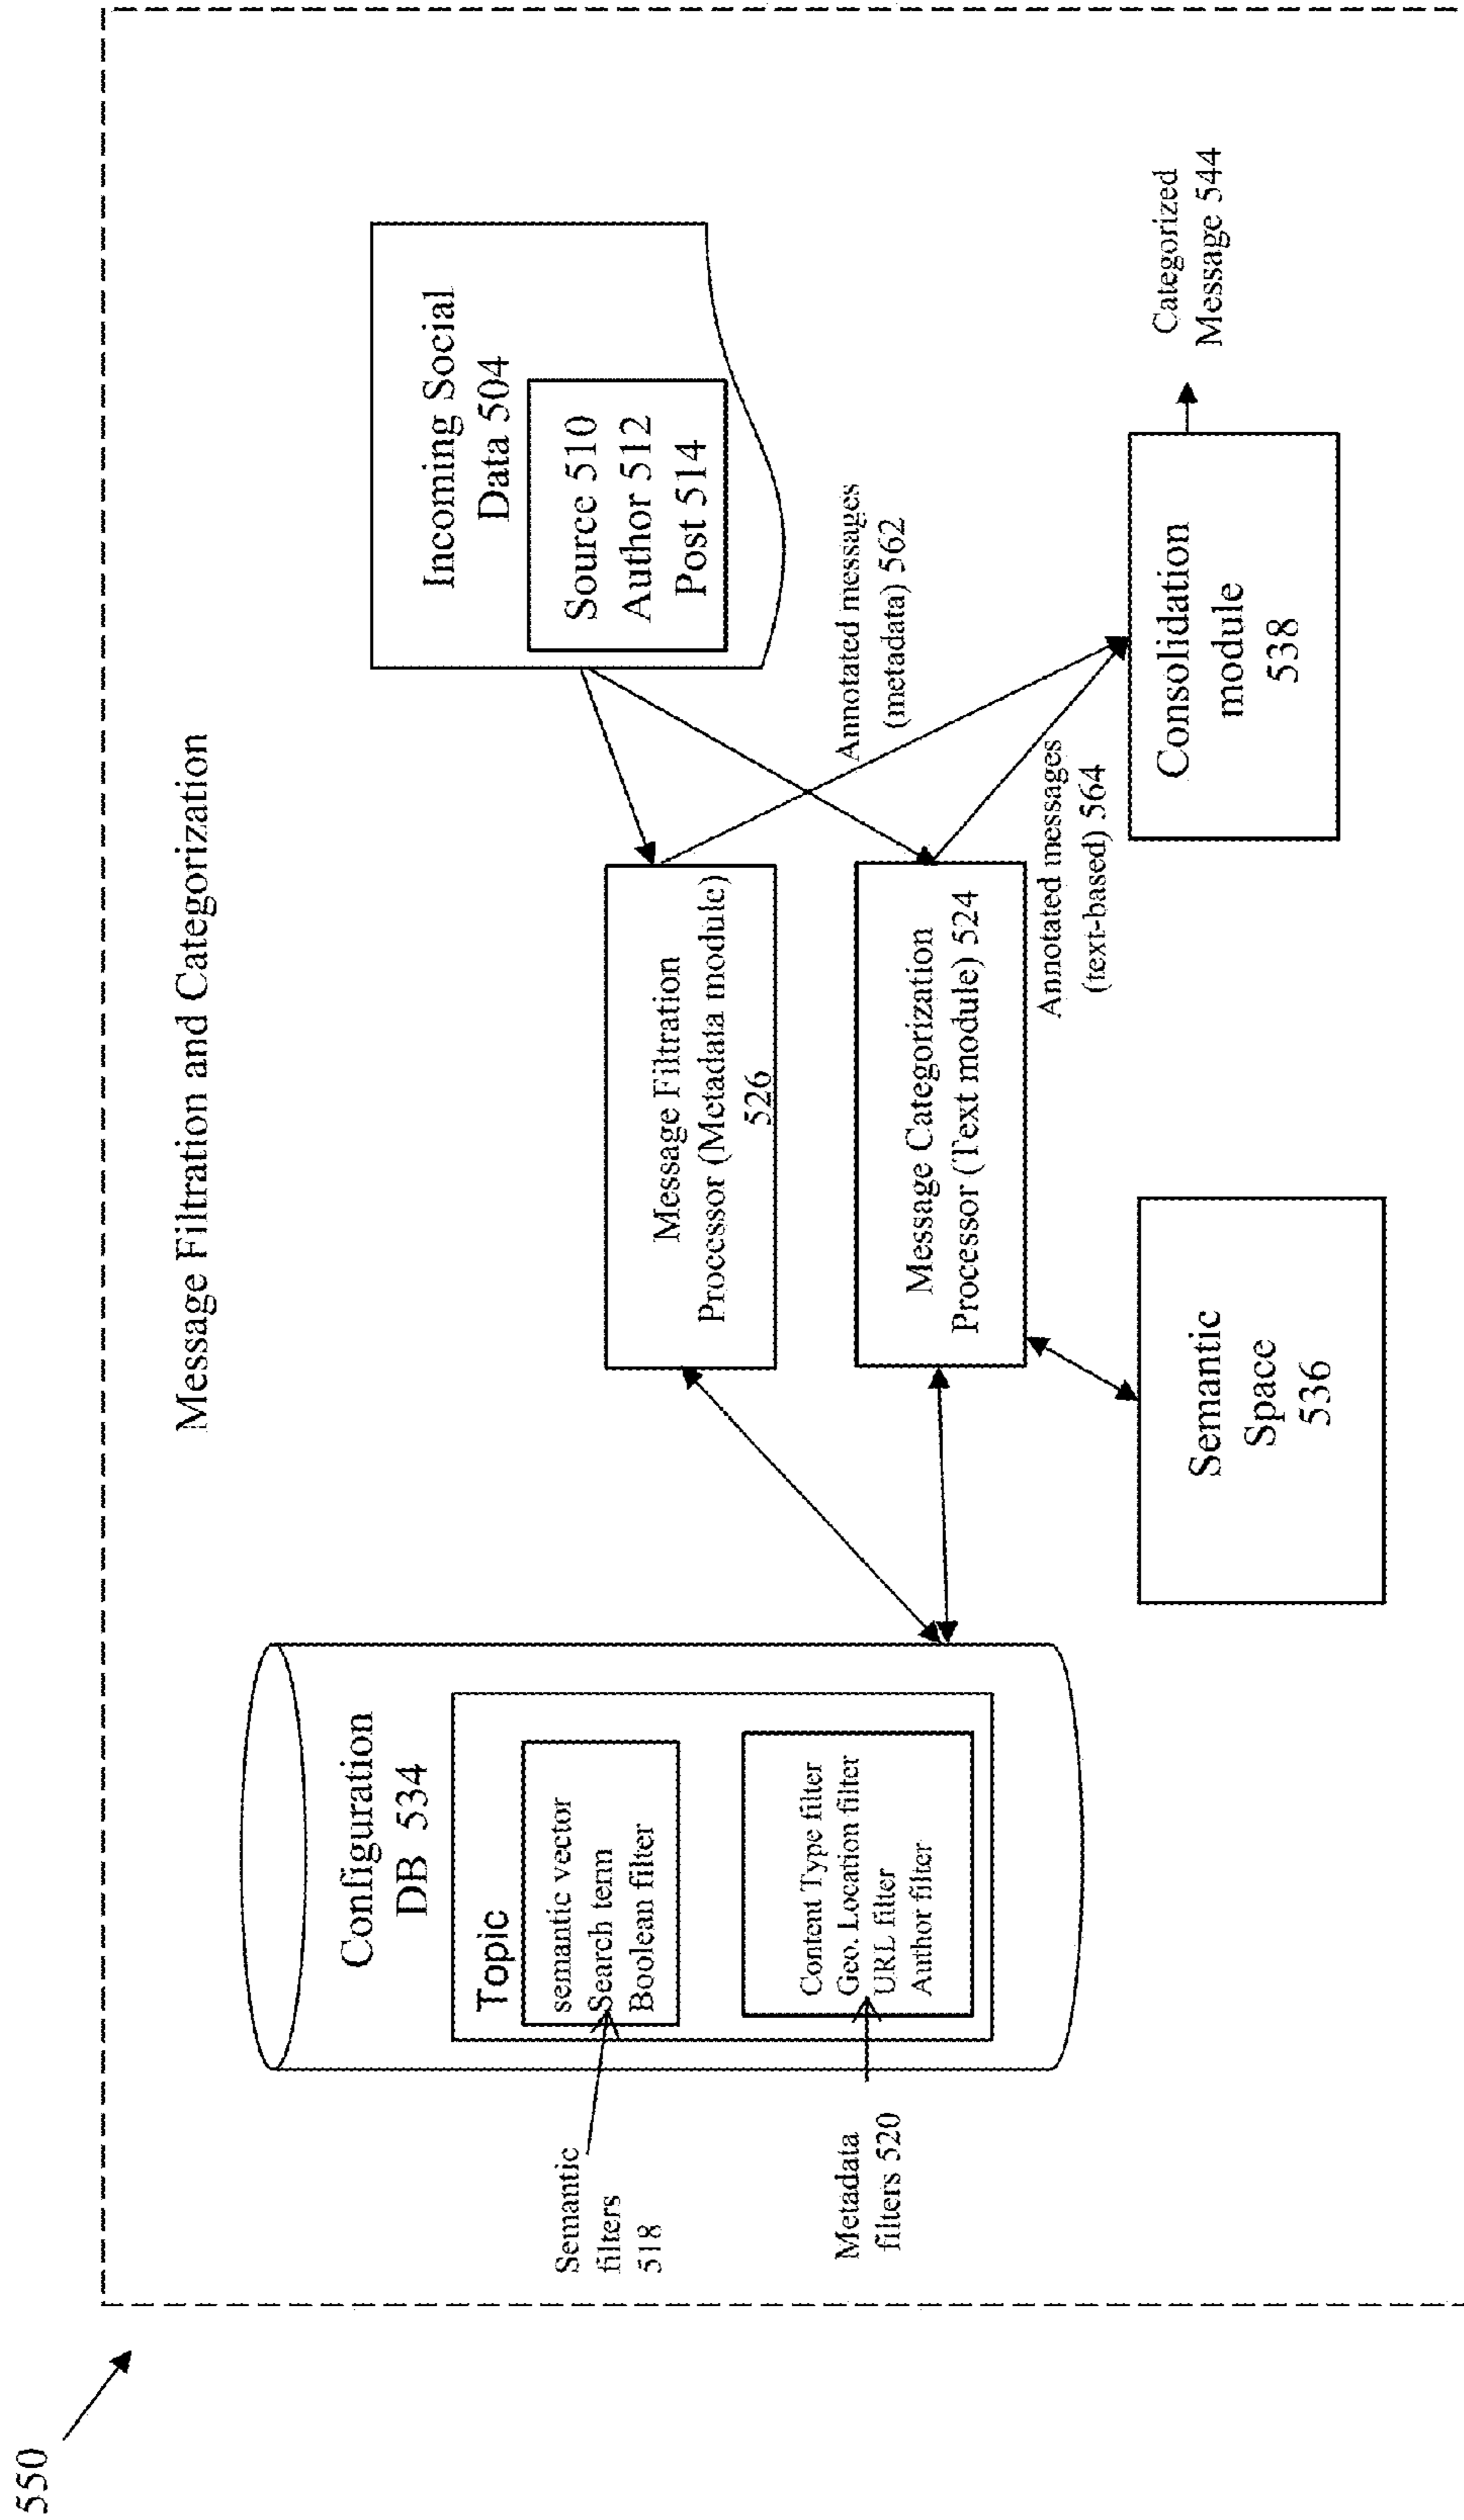 550
Message Filtration and Categorization
Configuration
DB 534
Topic
semantic vector
Search term
Boolean filter
Content Type filter
Geo. Location filter
URL filter
Author filter
Semantic
filters
518
Metadata
filters 520
Message Filtration
Processor (Metadata module)
526
Message Categorization
Processor (Text module) 524
Semantic
Space
536
Incoming Social
Data 504
Source 510
Author 512
Post 514
Annotated messages
(metadata) 562
Annotated messages
(text-based) 564
Consolidation
module
538
Categorized
Message 544